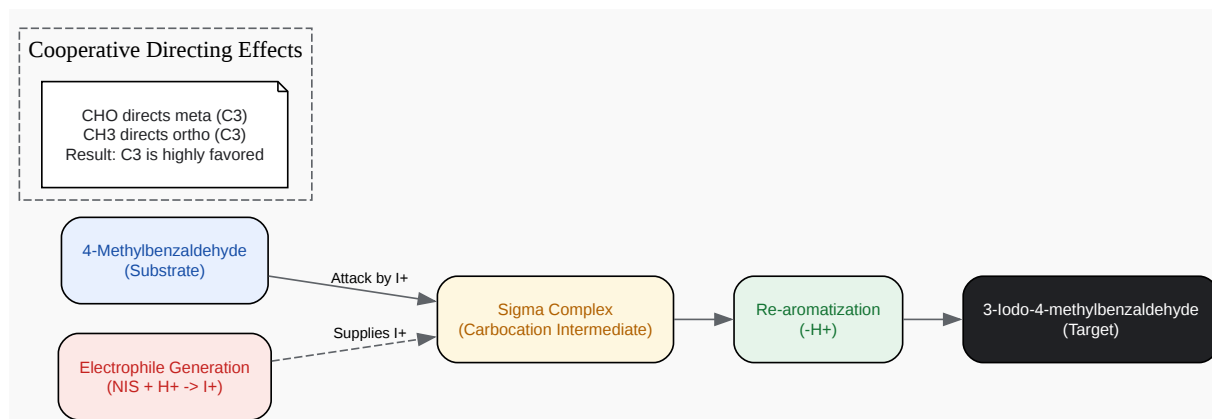 Cooperative Directing Effects
CHO directs meta (C3)
CH3 directs ortho (C3)
Result: C3 is highly favored
4-Methylbenzaldehyde
(Substrate)
Attack by I+
Electrophile Generation
(NIS + H+ -> I+)
Supplies I+
Sigma Complex
(Carbocation Intermediate)
Re-aromatization
(-H+)
3-Iodo-4-methylbenzaldehyde
(Target)